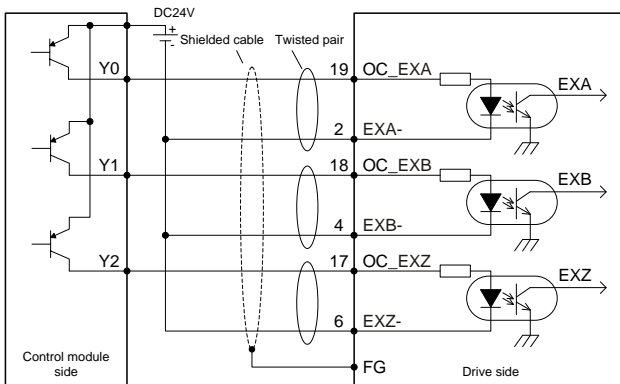 DC24V
+
-
Shielded cable
Twisted pair
Y0
19
OC_EXA
EXA
2
EXA-
Y1
18
OC_EXB
EXB
4
EXB-
Y2
17
OC_EXZ
EXZ
6
EXZ-
Control module
side
FG
Drive side